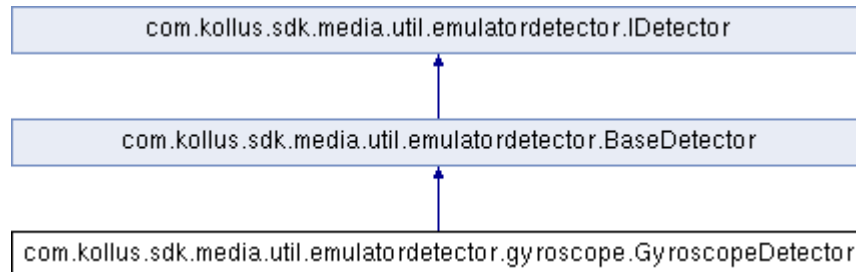 com.kollus.sdk.media.util.emulatordetector.IDetector
com.kollus.sdk.media.util.emulatordetector.BaseDetector
com.kollus.sdk.media.util.emulatordetector.gyroscope.GyroscopeDetector